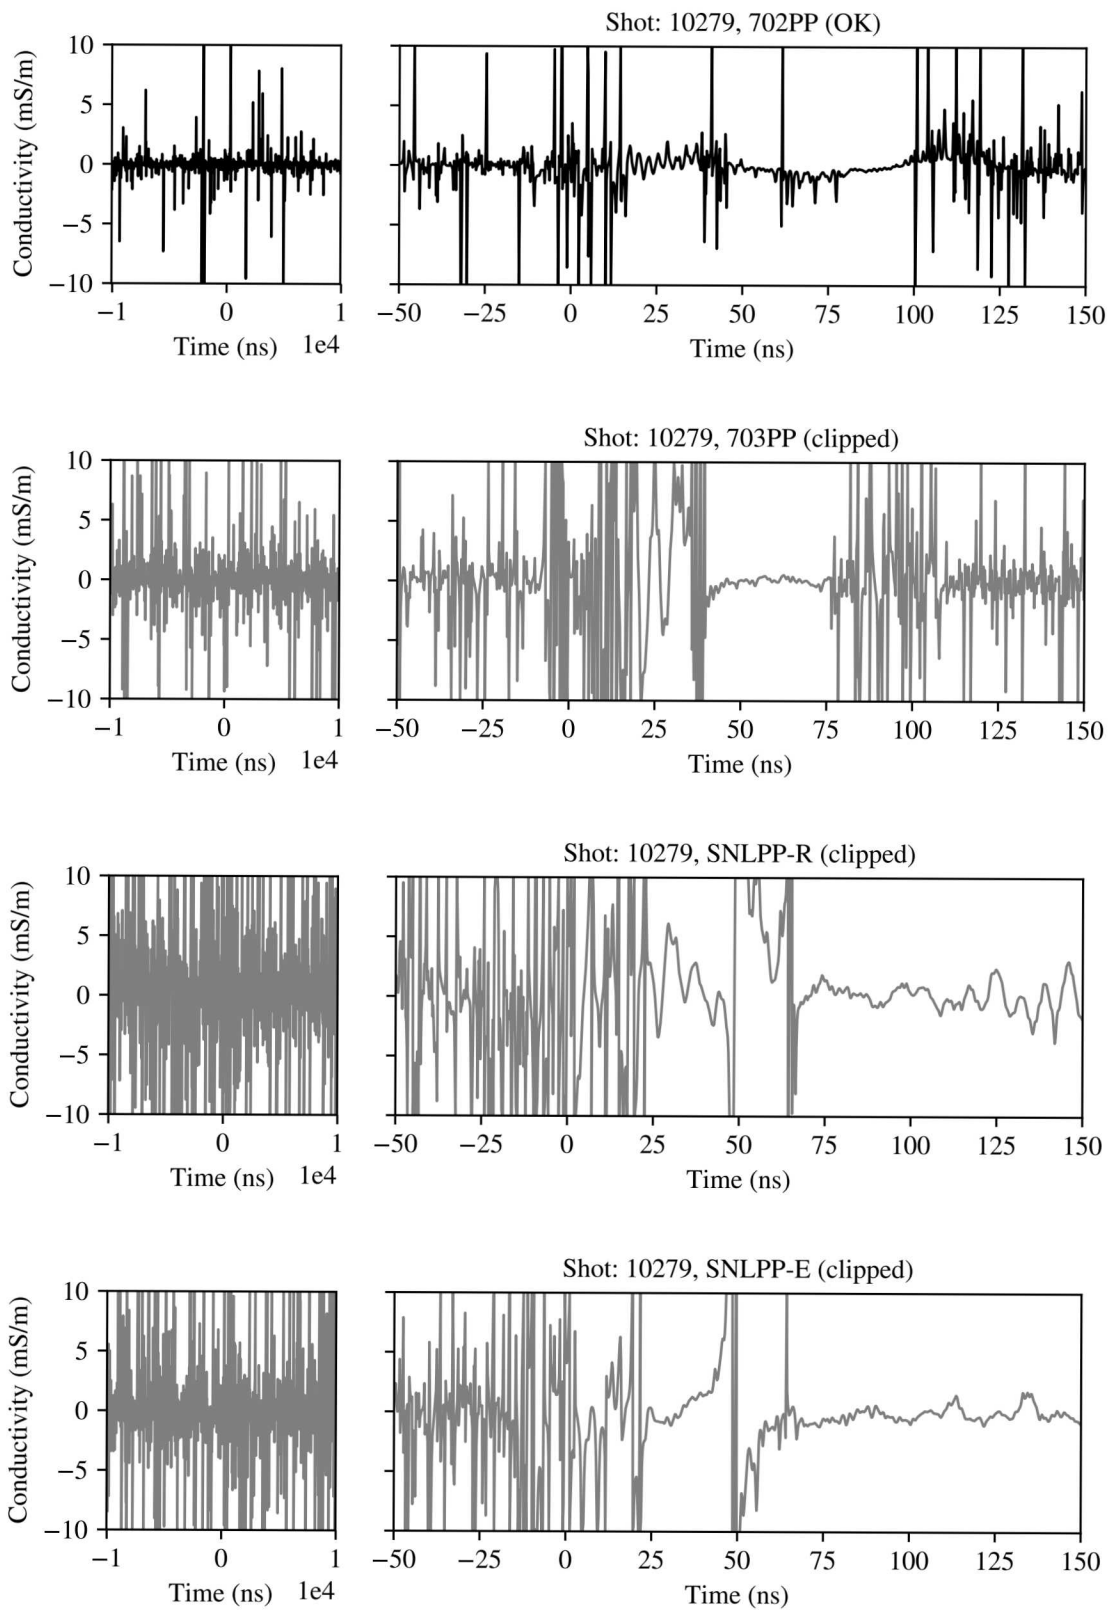 Shot: 10279, 702PP (OK)
Conductivity (mS/m)
10
5
0
−5
−10
−1 0 1
Time (ns) 1e4
−50 −25 0 25 50 75 100 125 150
Time (ns)
Shot: 10279, 703PP (clipped)
Conductivity (mS/m)
10
5
0
−5
−10
−1 0 1
Time (ns) 1e4
−50 −25 0 25 50 75 100 125 150
Time (ns)
Shot: 10279, SNLPP-R (clipped)
Conductivity (mS/m)
10
5
0
−5
−10
−1 0 1
Time (ns) 1e4
−50 −25 0 25 50 75 100 125 150
Time (ns)
Shot: 10279, SNLPP-E (clipped)
Conductivity (mS/m)
10
5
0
−5
−10
−1 0 1
Time (ns) 1e4
−50 −25 0 25 50 75 100 125 150
Time (ns)